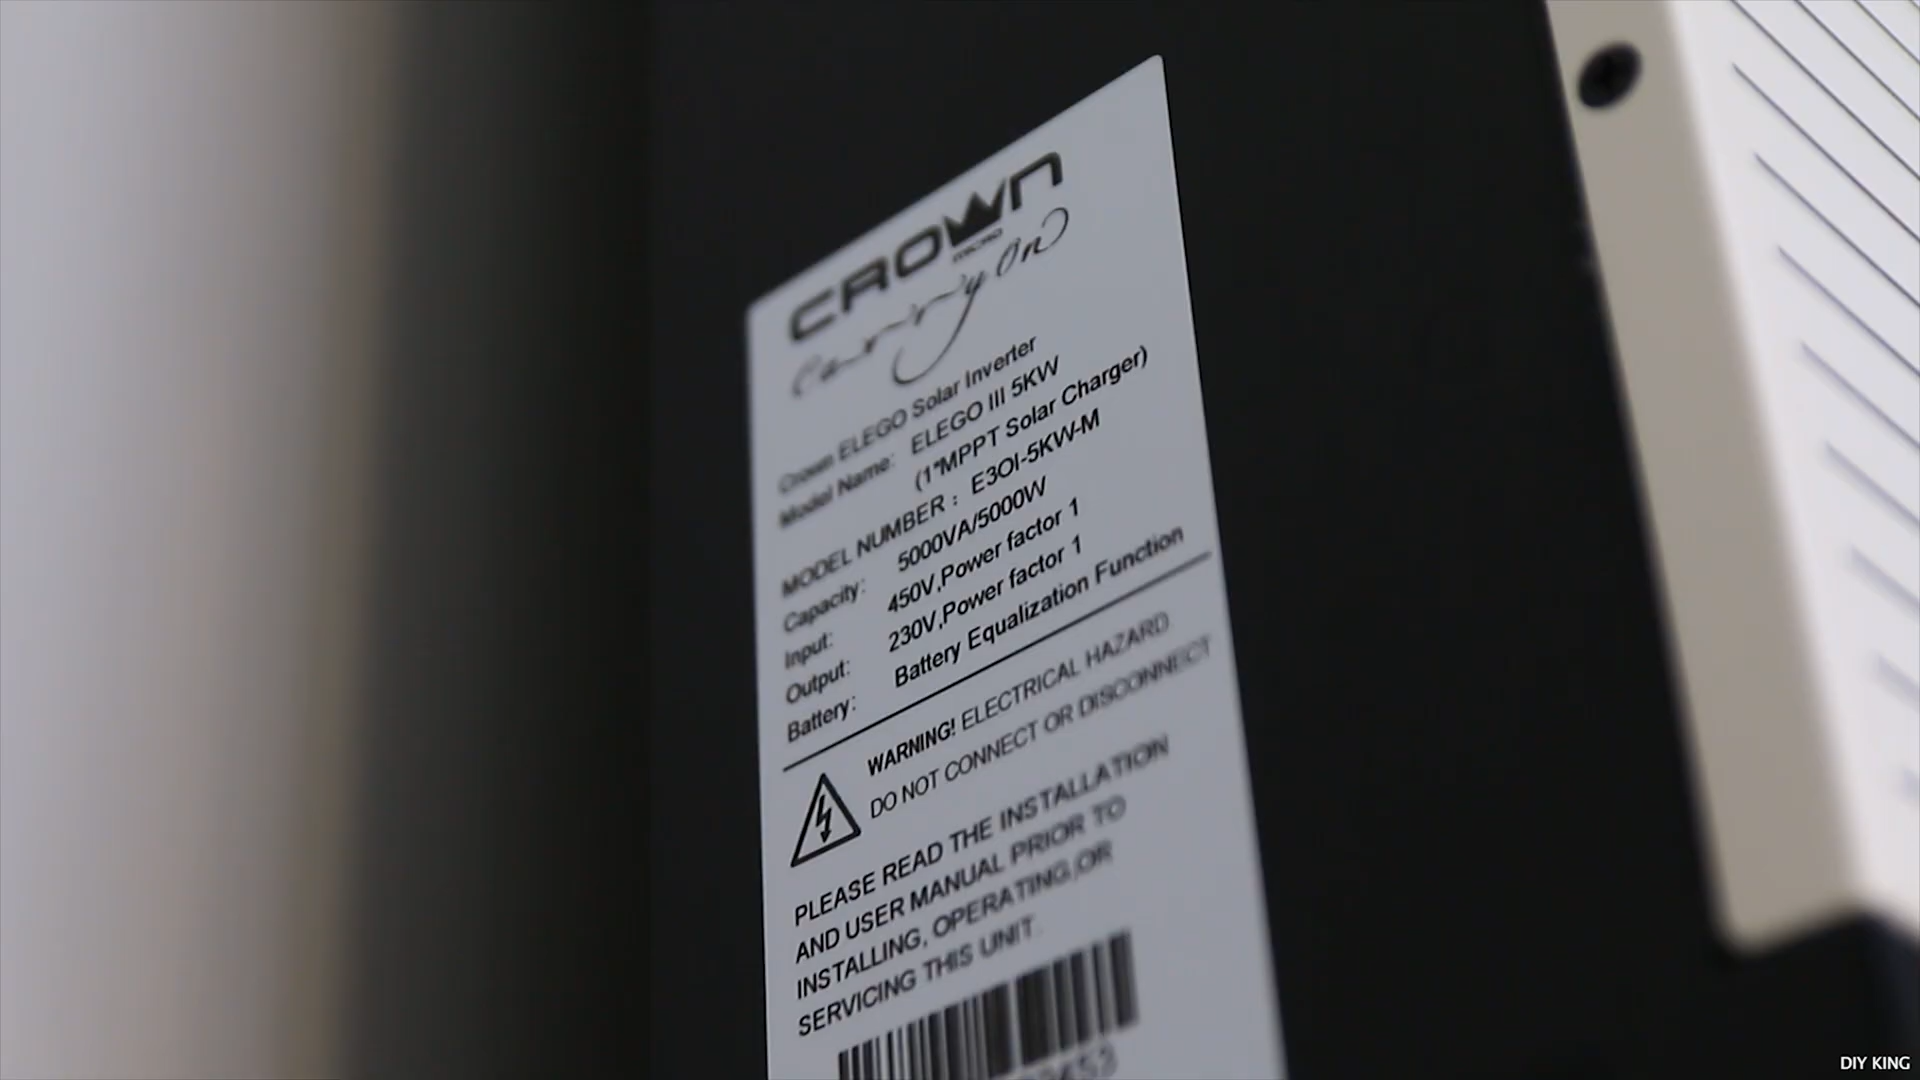 CROWN
MICRO
Carry On
Crown ELEGO Solar Inverter
Model Name: ELEGO III 5KW
(1*MPPT Solar Charger)
MODEL NUMBER : E3OI-5KW-M
Capacity: 5000VA/5000W
Input: 450V,Power factor 1
Output: 230V,Power factor 1
Battery: Battery Equalization Function
WARNING! ELECTRICAL HAZARD
DO NOT CONNECT OR DISCONNECT
PLEASE READ THE INSTALLATION
AND USER MANUAL PRIOR TO
INSTALLING, OPERATING,OR
SERVICING THIS UNIT.
DIY KING